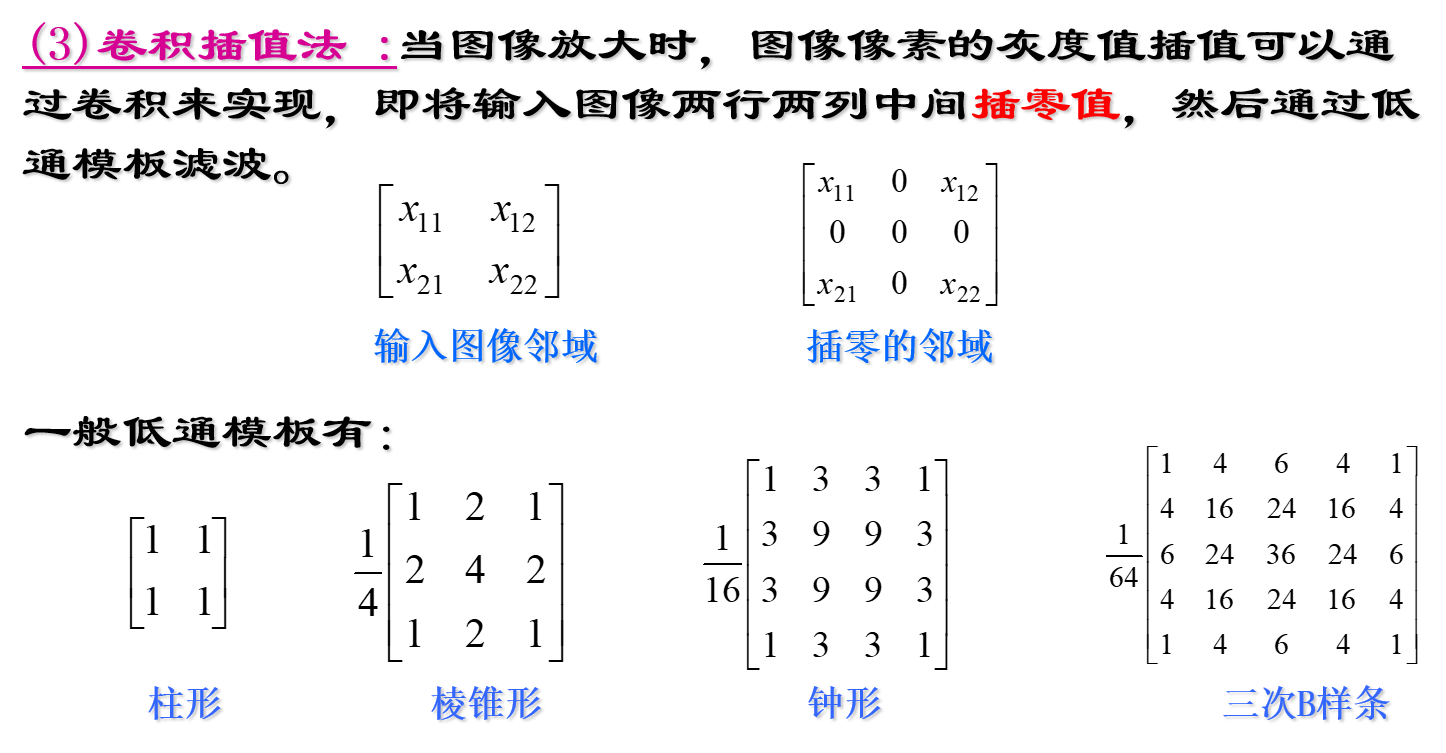 (3)卷积插值法 :当图像放大时，图像像素的灰度值插值可以通
过卷积来实现，即将输入图像两行两列中间插零值，然后通过低
通模板滤波。
x11 x12
x21 x22
输入图像邻域
x11 0 x12
0 0 0
x21 0 x22
插零的邻域
一般低通模板有：
1 1
1 1
柱形
1/4
1 2 1
2 4 2
1 2 1
棱锥形
1/16
1 3 3 1
3 9 9 3
3 9 9 3
1 3 3 1
钟形
1/64
1 4 6 4 1
4 16 24 16 4
6 24 36 24 6
4 16 24 16 4
1 4 6 4 1
三次B样条